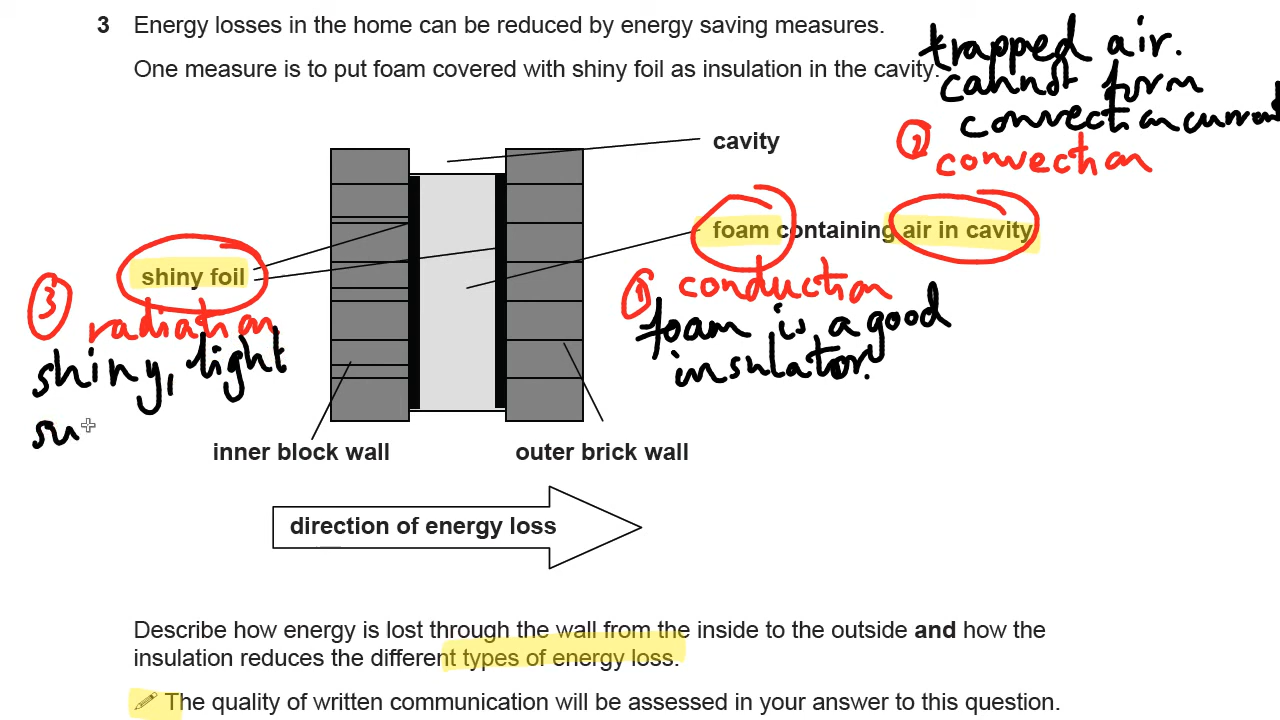 3 Energy losses in the home can be reduced by energy saving measures.
One measure is to put foam covered with shiny foil as insulation in the cavity.
trapped air.
cannot form
convection current
cavity
2 convection
foam containing air in cavity
shiny foil
1 conduction
foam is a good
insulator.
3 radiation
shiny, light
su
inner block wall
outer brick wall
direction of energy loss
Describe how energy is lost through the wall from the inside to the outside and how the
insulation reduces the different types of energy loss.
The quality of written communication will be assessed in your answer to this question.